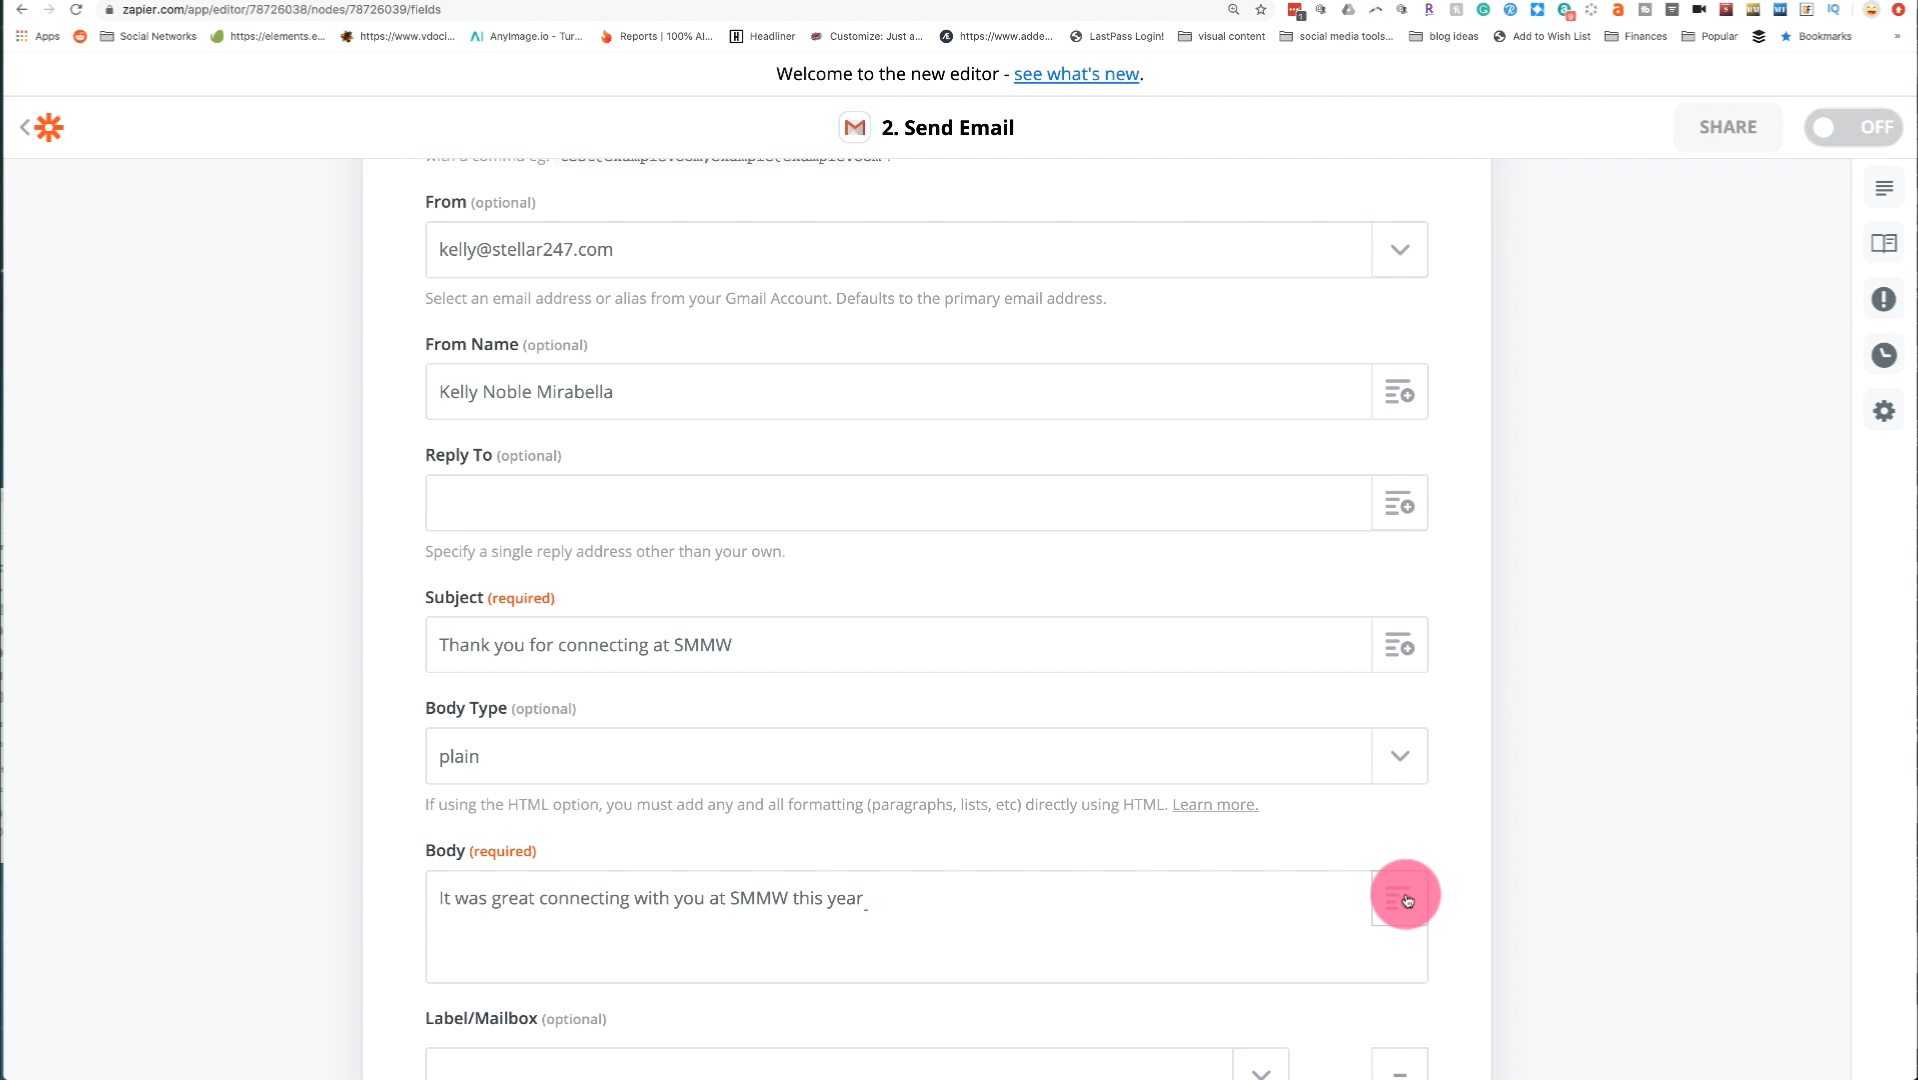 zapier.com/app/editor/78726038/nodes/78726039/fields
Apps
Social Networks
https://elements.e...
https://www.vdoci...
AnyImage.io - Tur...
Reports | 100% Al...
Headliner
Customize: Just a...
https://www.adde...
LastPass Login!
visual content
social media tools...
blog ideas
Add to Wish List
Finances
Popular
Bookmarks
»
Welcome to the new editor - see what's new.
2. Send Email
SHARE
OFF
From (optional)
kelly@stellar247.com
Select an email address or alias from your Gmail Account. Defaults to the primary email address.
From Name (optional)
Kelly Noble Mirabella
Reply To (optional)
Specify a single reply address other than your own.
Subject (required)
Thank you for connecting at SMMW
Body Type (optional)
plain
If using the HTML option, you must add any and all formatting (paragraphs, lists, etc) directly using HTML. Learn more.
Body (required)
It was great connecting with you at SMMW this year
Label/Mailbox (optional)